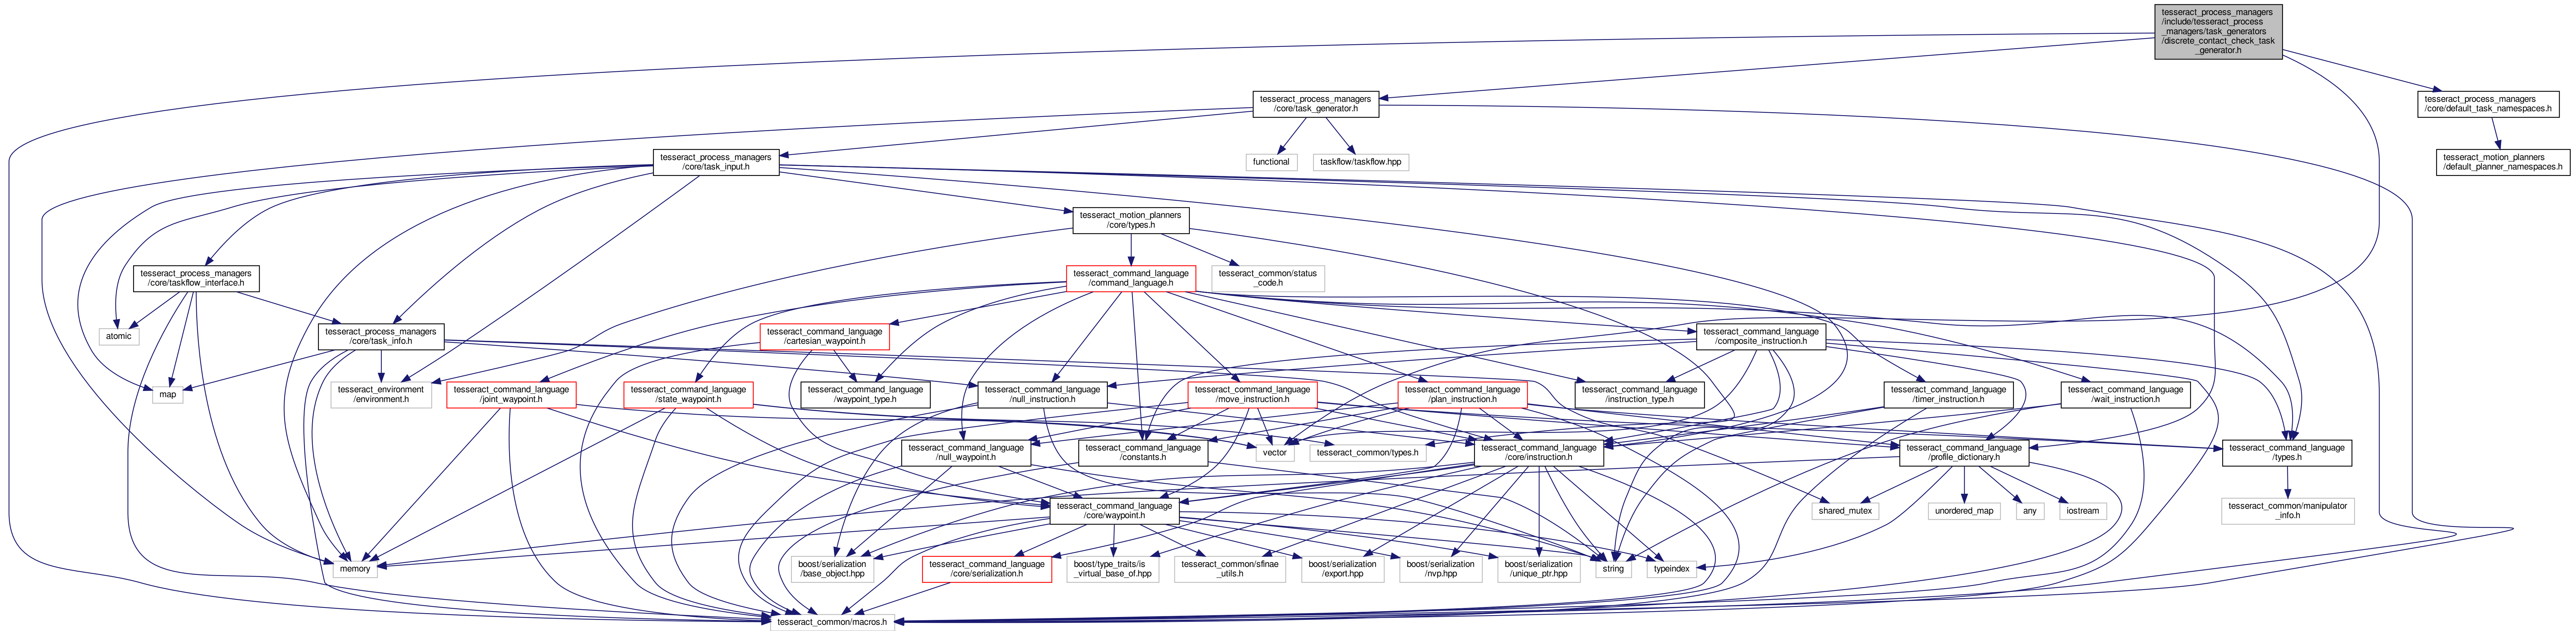 tesseract_process_managers
/include/tesseract_process
_managers/task_generators
/discrete_contact_check_task
_generator.h
tesseract_process_managers
/core/task_generator.h
tesseract_process_managers
/core/default_task_namespaces.h
tesseract_process_managers
/core/task_input.h
functional
taskflow/taskflow.hpp
tesseract_motion_planners
/default_planner_namespaces.h
tesseract_motion_planners
/core/types.h
tesseract_process_managers
/core/taskflow_interface.h
tesseract_command_language
/command_language.h
tesseract_common/status
_code.h
atomic
tesseract_process_managers
/core/task_info.h
tesseract_command_language
/cartesian_waypoint.h
tesseract_command_language
/composite_instruction.h
map
tesseract_environment
/environment.h
tesseract_command_language
/joint_waypoint.h
tesseract_command_language
/state_waypoint.h
tesseract_command_language
/waypoint_type.h
tesseract_command_language
/null_instruction.h
tesseract_command_language
/move_instruction.h
tesseract_command_language
/plan_instruction.h
tesseract_command_language
/instruction_type.h
tesseract_command_language
/timer_instruction.h
tesseract_command_language
/wait_instruction.h
tesseract_command_language
/null_waypoint.h
tesseract_command_language
/constants.h
vector
tesseract_common/types.h
tesseract_command_language
/core/instruction.h
tesseract_command_language
/profile_dictionary.h
tesseract_command_language
/types.h
tesseract_command_language
/core/waypoint.h
shared_mutex
unordered_map
any
iostream
tesseract_common/manipulator
_info.h
memory
boost/serialization
/base_object.hpp
tesseract_command_language
/core/serialization.h
boost/type_traits/is
_virtual_base_of.hpp
tesseract_common/sfinae
_utils.h
boost/serialization
/export.hpp
boost/serialization
/nvp.hpp
boost/serialization
/unique_ptr.hpp
string
typeindex
tesseract_common/macros.h